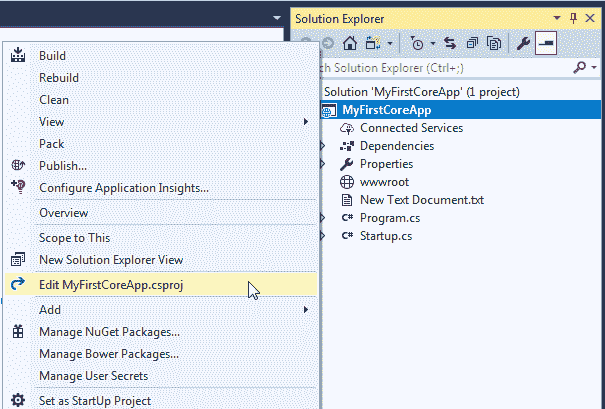 Solution Explorer
ch Solution Explorer (Ctrl+;)
Solution 'MyFirstCoreApp' (1 project)
MyFirstCoreApp
Connected Services
Dependencies
Properties
wwwroot
New Text Document.txt
C# Program.cs
C# Startup.cs
Build
Rebuild
Clean
View
Pack
Publish...
Configure Application Insights...
Overview
Scope to This
New Solution Explorer View
Edit MyFirstCoreApp.csproj
Add
Manage NuGet Packages...
Manage Bower Packages...
Manage User Secrets
Set as StartUp Project